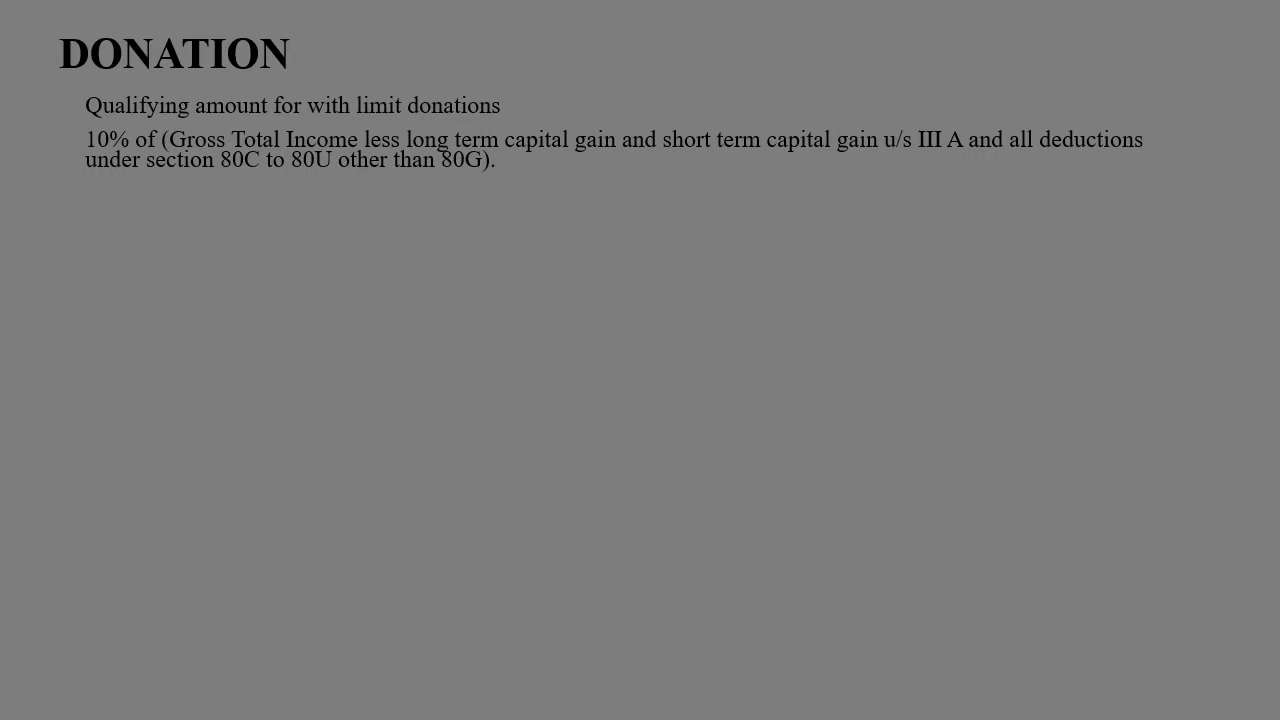 DONATION
Qualifying amount for with limit donations
10% of (Gross Total Income less long term capital gain and short term capital gain u/s III A and all deductions
under section 80C to 80U other than 80G).